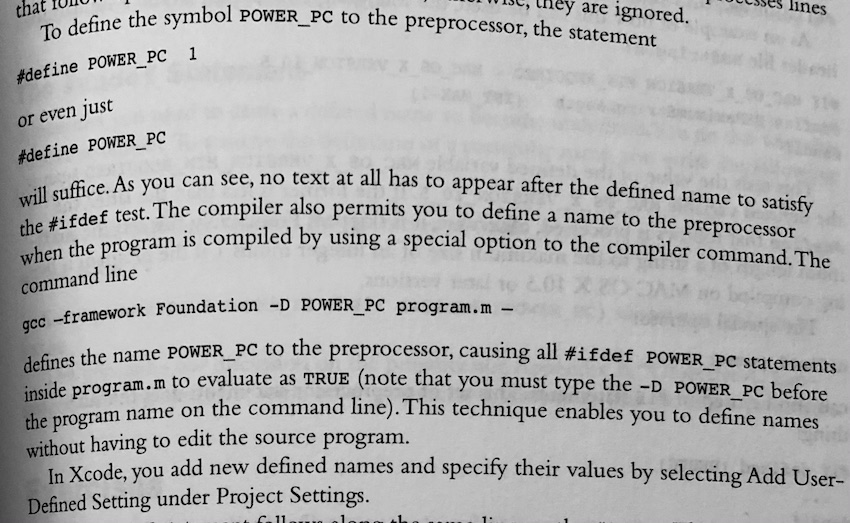 that
they are ignored.
To define the symbol POWER_PC to the preprocessor, the statement
#define POWER_PC 1
or even just
#define POWER_PC
will suffice. As you can see, no text at all has to appear after the defined name to satisfy
the #ifdef test. The compiler also permits you to define a name to the preprocessor
when the program is compiled by using a special option to the compiler command. The
command line
gcc –framework Foundation -D POWER_PC program.m –
defines the name POWER_PC to the preprocessor, causing all #ifdef POWER_PC statements
inside program.m to evaluate as TRUE (note that you must type the -D POWER_PC before
the program name on the command line). This technique enables you to define names
without having to edit the source program.
In Xcode, you add new defined names and specify their values by selecting Add User-
Defined Setting under Project Settings.